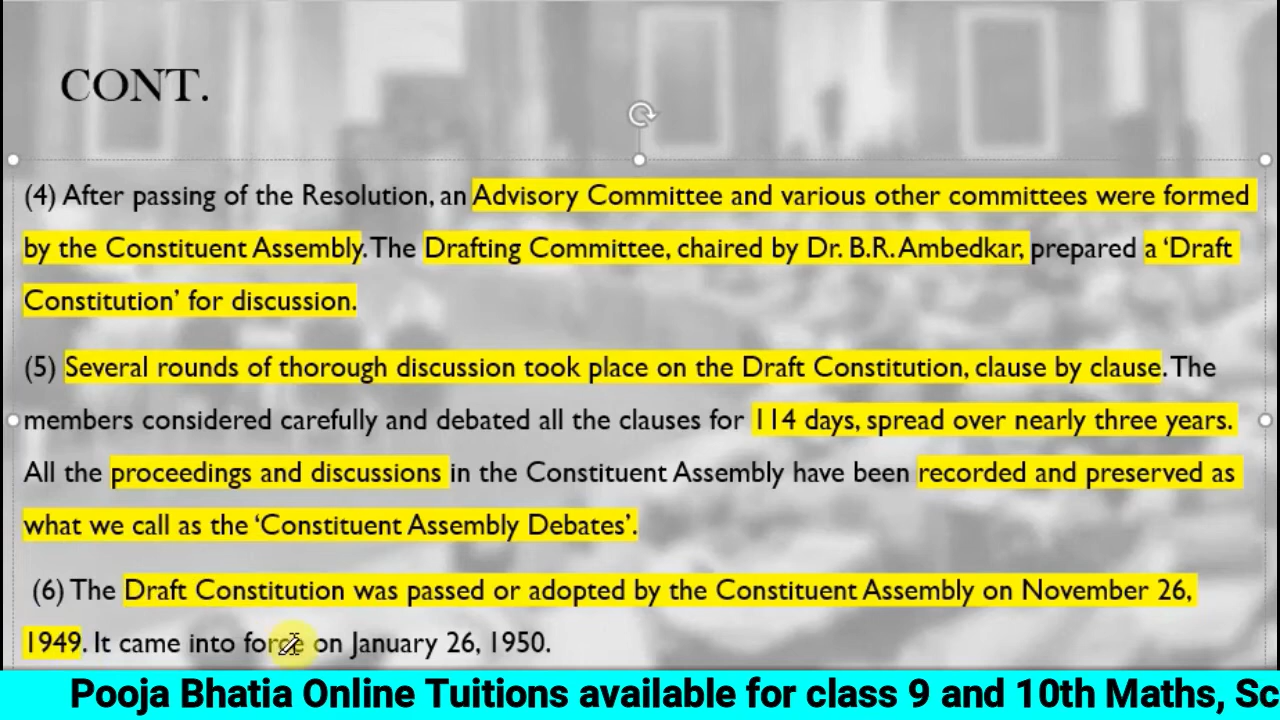 CONT.
(4) After passing of the Resolution, an Advisory Committee and various other committees were formed
by the Constituent Assembly. The Drafting Committee, chaired by Dr. B.R. Ambedkar, prepared a ‘Draft
Constitution’ for discussion.
(5) Several rounds of thorough discussion took place on the Draft Constitution, clause by clause. The
members considered carefully and debated all the clauses for 114 days, spread over nearly three years.
All the proceedings and discussions in the Constituent Assembly have been recorded and preserved as
what we call as the ‘Constituent Assembly Debates’.
(6) The Draft Constitution was passed or adopted by the Constituent Assembly on November 26,
1949. It came into force on January 26, 1950.
Pooja Bhatia Online Tuitions available for class 9 and 10th Maths, Sc